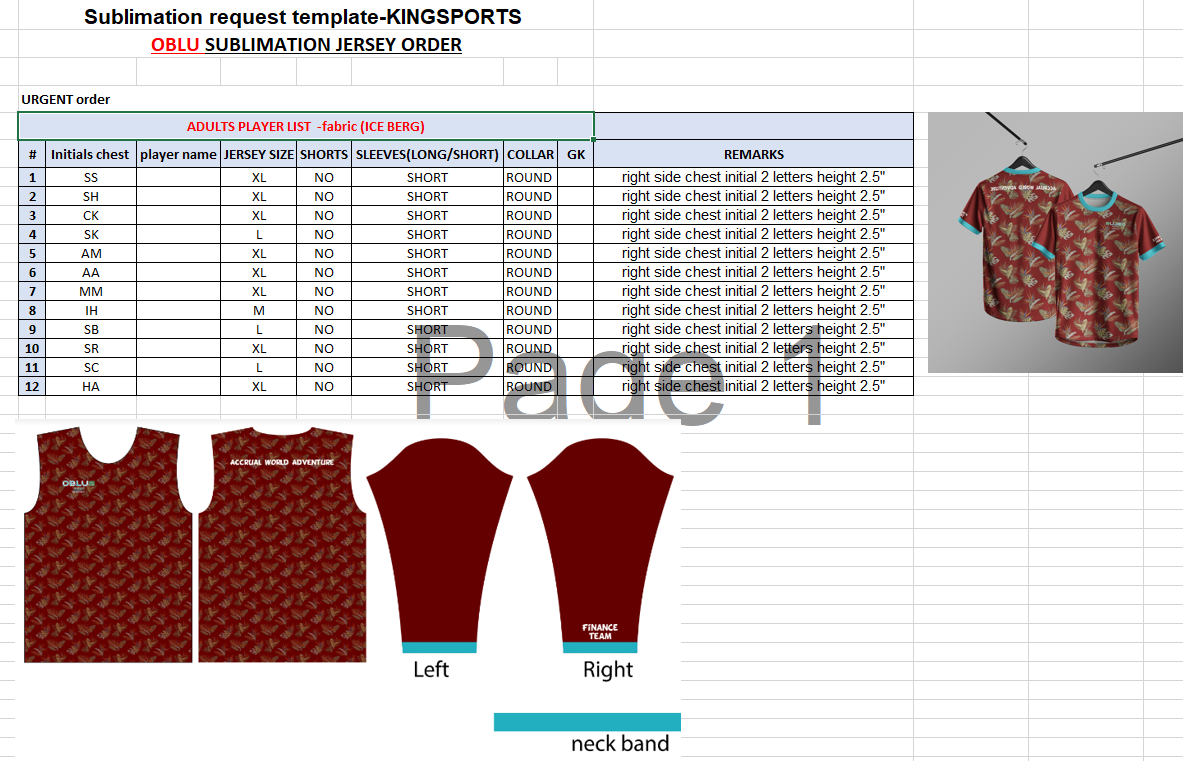 Sublimation request template-KINGSPORTS
OBLU SUBLIMATION JERSEY ORDER
URGENT order
ADULTS PLAYER LIST -fabric (ICE BERG)
# Initials chest player name JERSEY SIZE SHORTS SLEEVES(LONG/SHORT) COLLAR GK REMARKS
1 SS XL NO SHORT ROUND right side chest initial 2 letters height 2.5"
2 SH XL NO SHORT ROUND right side chest initial 2 letters height 2.5"
3 CK XL NO SHORT ROUND right side chest initial 2 letters height 2.5"
4 SK L NO SHORT ROUND right side chest initial 2 letters height 2.5"
5 AM XL NO SHORT ROUND right side chest initial 2 letters height 2.5"
6 AA XL NO SHORT ROUND right side chest initial 2 letters height 2.5"
7 MM XL NO SHORT ROUND right side chest initial 2 letters height 2.5"
8 IH M NO SHORT ROUND right side chest initial 2 letters height 2.5"
9 SB L NO SHORT ROUND right side chest initial 2 letters height 2.5"
10 SR XL NO SHORT ROUND right side chest initial 2 letters height 2.5"
11 SC L NO SHORT ROUND right side chest initial 2 letters height 2.5"
12 HA XL NO SHORT ROUND right side chest initial 2 letters height 2.5"
Page 1
OBLU
ACCRUAL WORLD ADVENTURE
FINANCE
TEAM
Left
Right
neck band